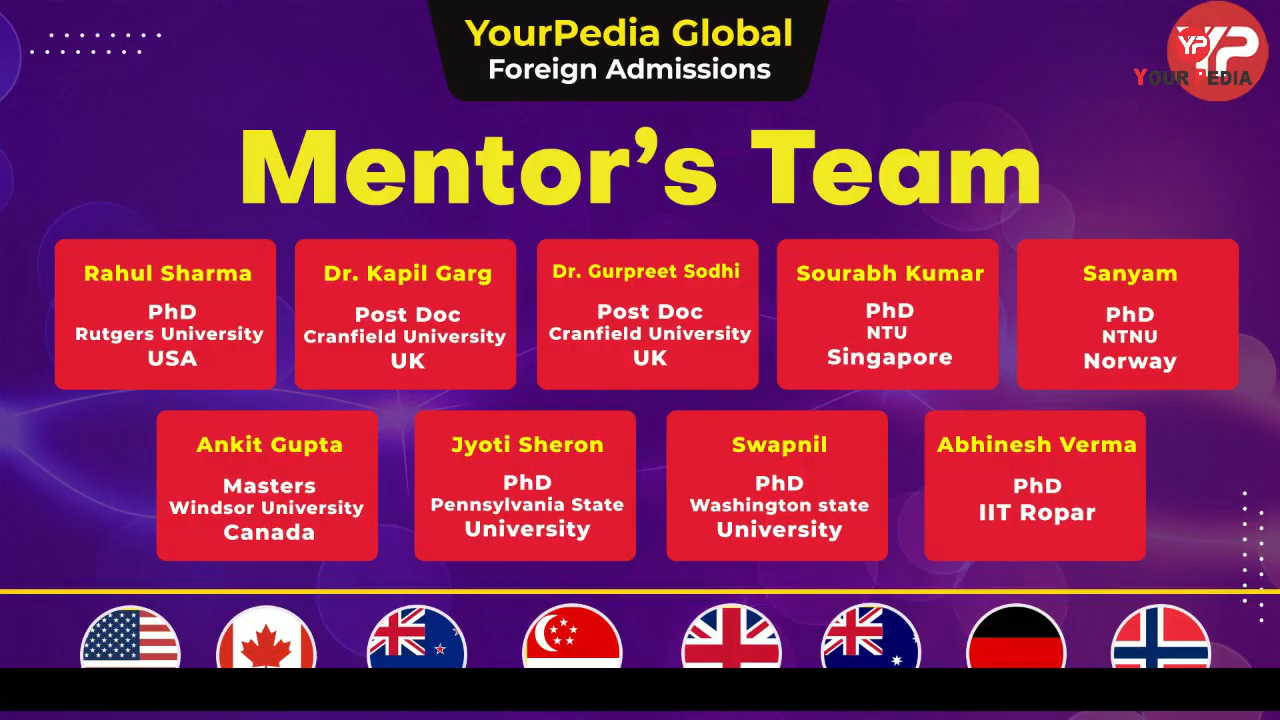 YourPedia Global
Foreign Admissions
YP
YP
YOUR PEDIA
Mentor's Team
Rahul Sharma
PhD
Rutgers University
USA
Dr. Kapil Garg
Post Doc
Cranfield University
UK
Dr. Gurpreet Sodhi
Post Doc
Cranfield University
UK
Sourabh Kumar
PhD
NTU
Singapore
Sanyam
PhD
NTNU
Norway
Ankit Gupta
Masters
Windsor University
Canada
Jyoti Sheron
PhD
Pennsylvania State
University
Swapnil
PhD
Washington state
University
Abhinesh Verma
PhD
IIT Ropar